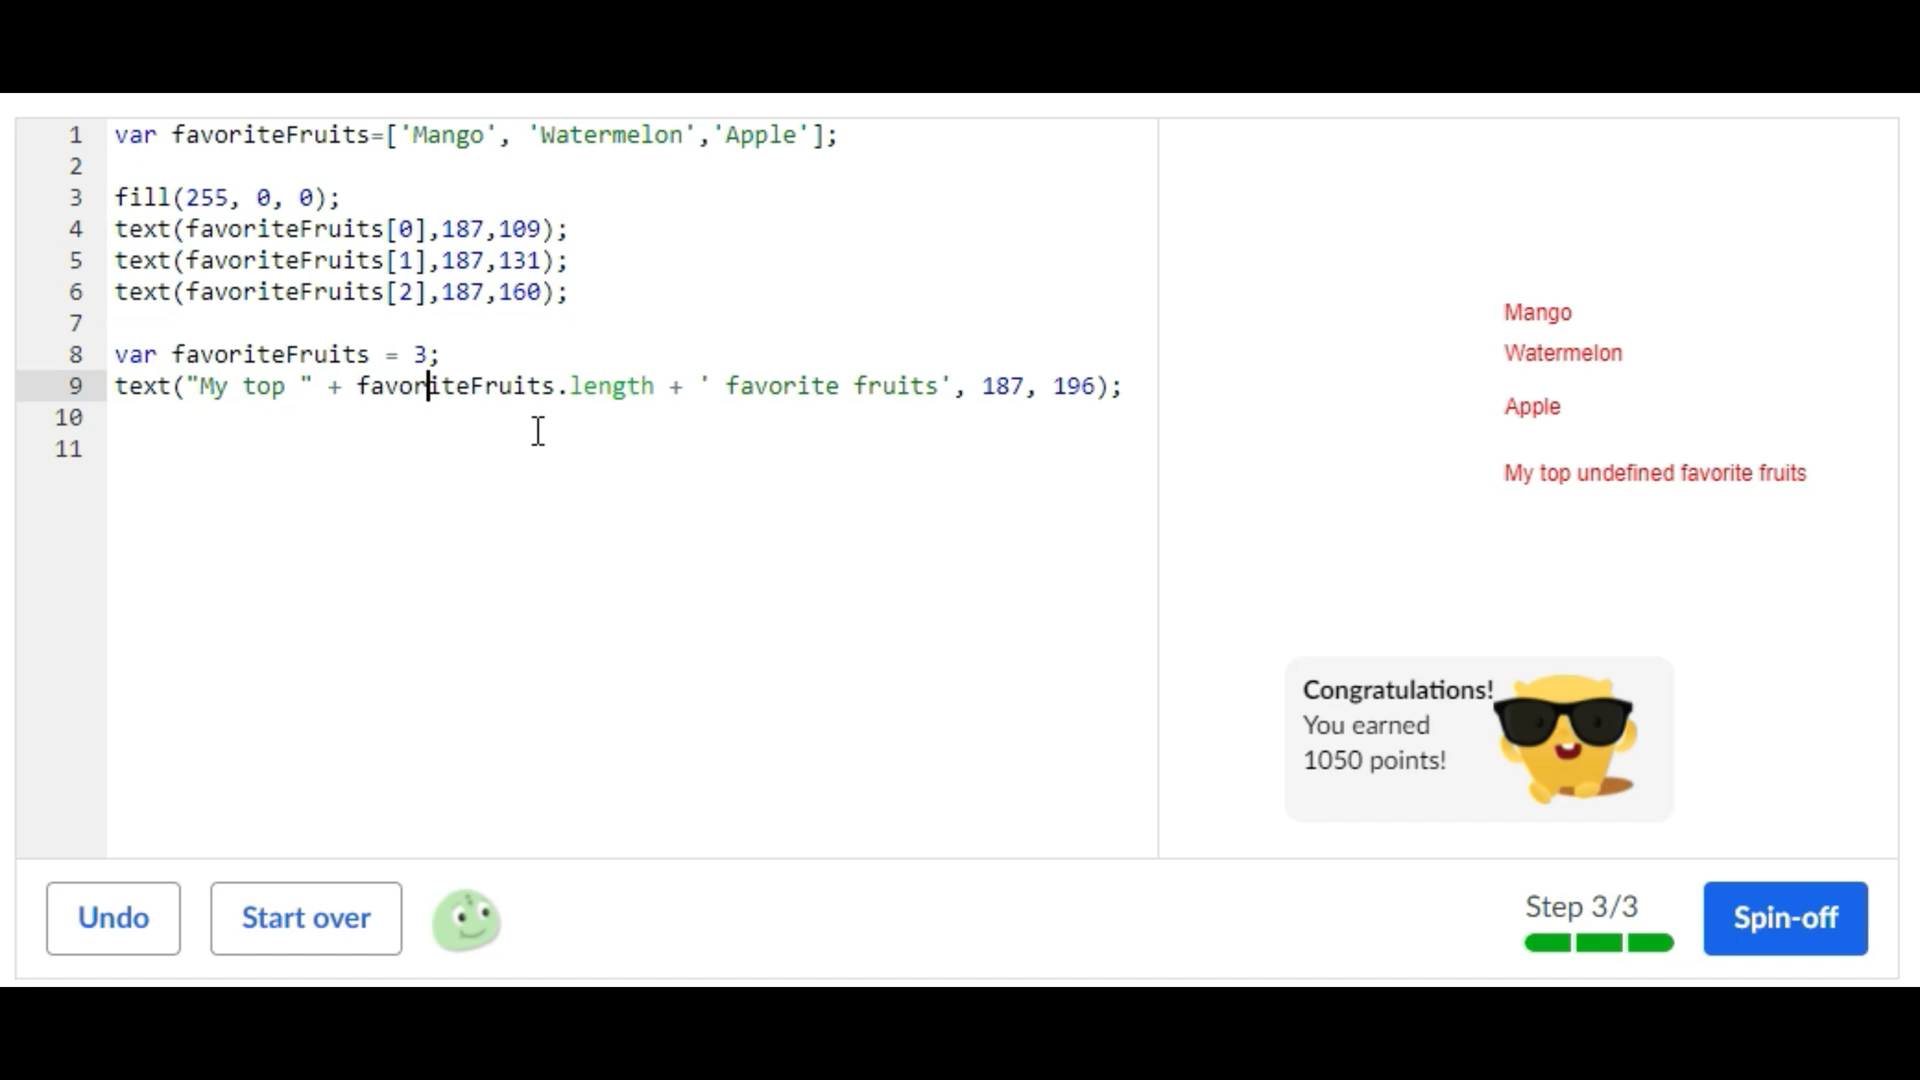 1 var favoriteFruits=['Mango', 'Watermelon','Apple'];
2
3 fill(255, 0, 0);
4 text(favoriteFruits[0],187,109);
5 text(favoriteFruits[1],187,131);
6 text(favoriteFruits[2],187,160);
7
8 var favoriteFruits = 3;
9 text("My top " + favoriteFruits.length + ' favorite fruits', 187, 196);
10
11
Mango
Watermelon
Apple
My top undefined favorite fruits
Congratulations!
You earned
1050 points!
Undo
Start over
Step 3/3
Spin-off